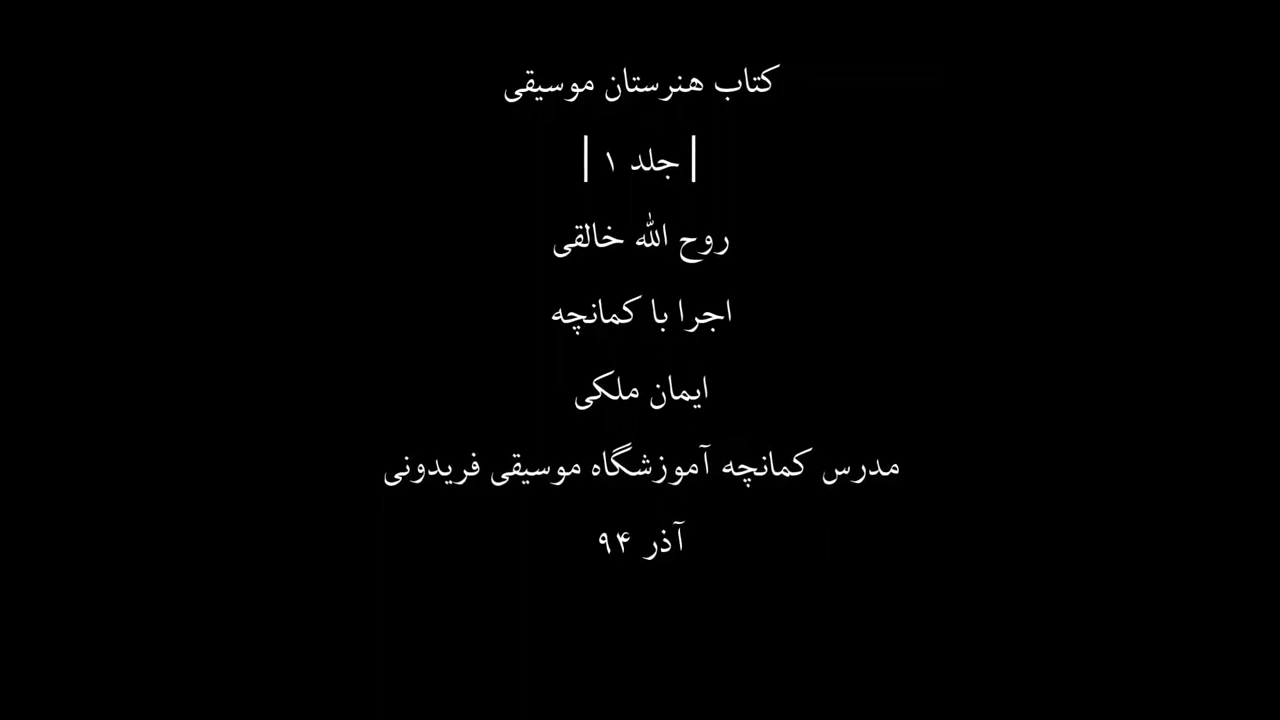 کتاب هنرستان موسیقی
| جلد ۱ |
روح الله خالقی
اجرا با کمانچه
ایمان ملکی
مدرس کمانچه آموزشگاه موسیقی فریدونی
آذر ۹۴